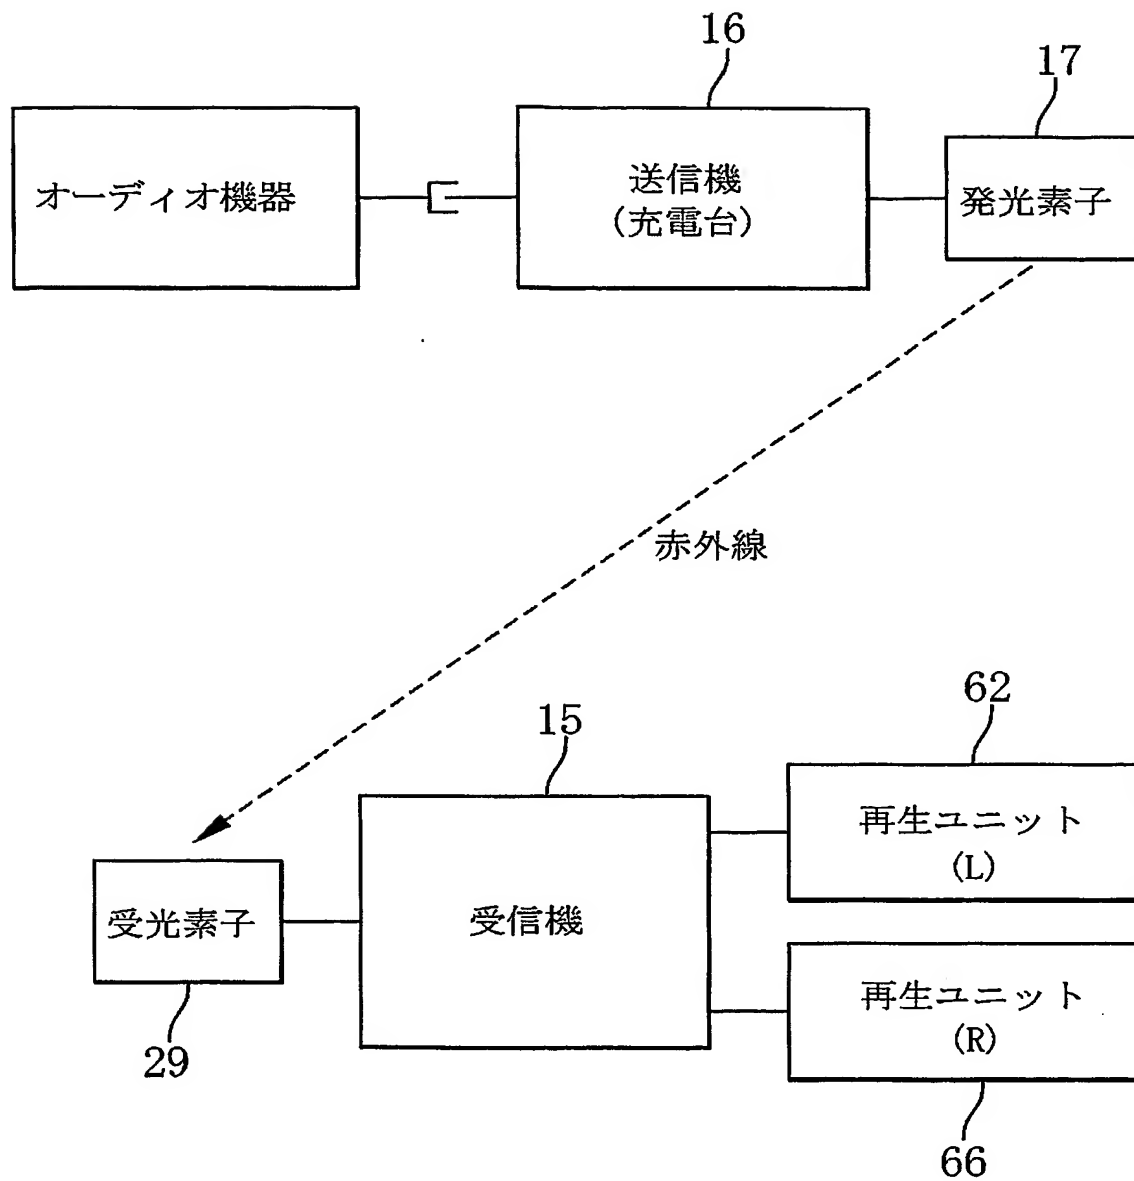 16
17
オーディオ機器
送信機
(充電台)
発光素子
赤外線
62
15
再生ユニット
(L)
受光素子
受信機
再生ユニット
(R)
29
66